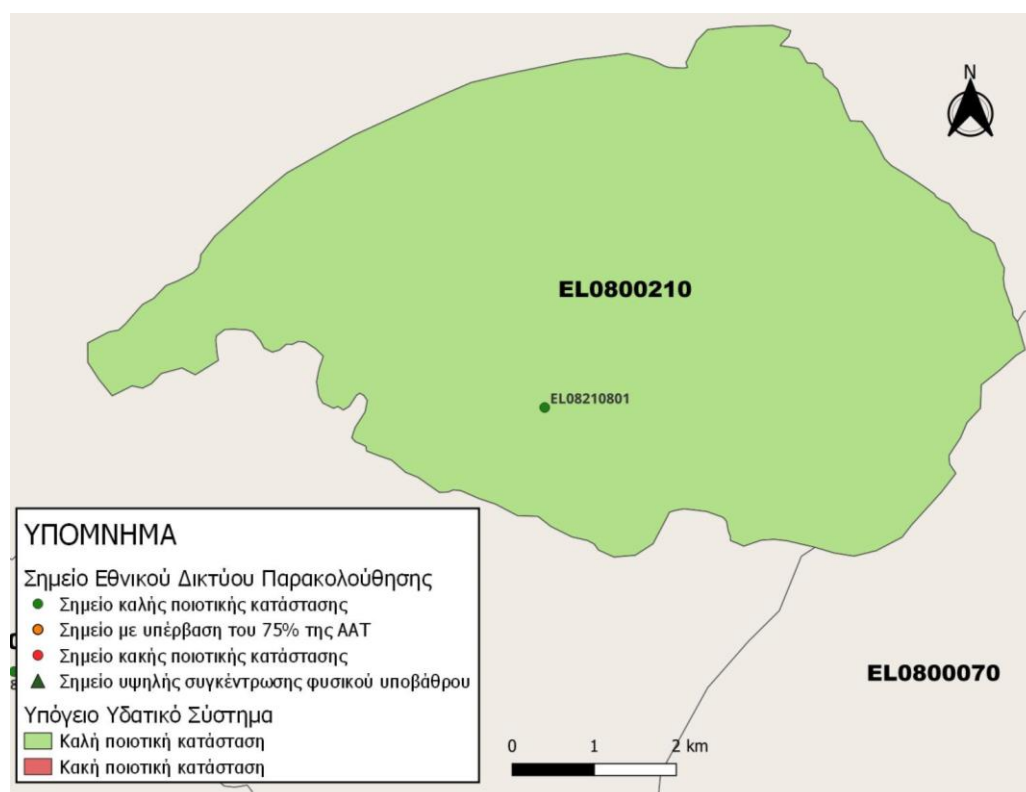 N
EL0800210
EL08210801
ΥΠΟΜΝΗΜΑ
Σημείο Εθνικού Δικτύου Παρακολούθησης
Σημείο καλής ποιοτικής κατάστασης
Σημείο με υπέρβαση του 75% της ΑΑΤ
Σημείο κακής ποιοτικής κατάστασης
Σημείο υψηλής συγκέντρωσης φυσικού υποβάθρου
Υπόγειο Υδατικό Σύστημα
Καλή ποιοτική κατάσταση
Κακή ποιοτική κατάσταση
EL0800070
0 1 2 km